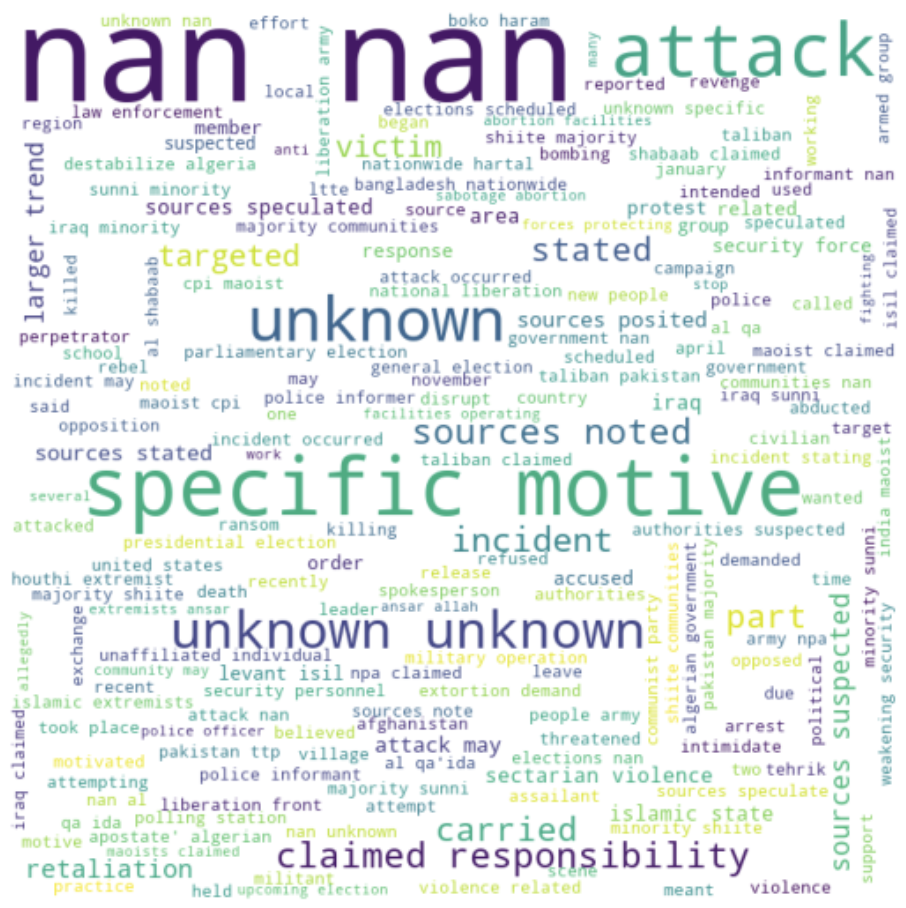 unknown nan
effort
boko haram
nan nan
attack
many
armed group
liberation army
local
reported
revenge
law enforcement
elections scheduled
unknown specific
region
member
began
abortion facilities
working
suspected
anti
victim
shiite majority
taliban
larger trend
destabilize algeria
nationwide hartal
bombing
shabaab claimed
january
informant nan
sunni minority
ltte
bangladesh nationwide
sabotage abortion
intended
used
sources speculated
source
area
protest
related
iraq minority
majority communities
forces protecting
group
speculated
isil claimed
targeted
response
stated
security force
killed
al shabaab
cpi maoist
attack occurred
campaign
stop
fighting
national liberation
new people
police
called
unknown
sources posited
al qa
perpetrator
government nan
school
parliamentary election
scheduled
april
maoist claimed
rebel
general election
government
incident may
noted
may
november
taliban pakistan
communities nan
iraq sunni
said
maoist cpi
police informer
disrupt
country
iraq
abducted
one
facilities operating
opposition
incident occurred
sources noted
civilian
target
sources stated
work
taliban claimed
incident stating
india maoist
specific motive
several
wanted
attacked
ransom
killing
authorities suspected
presidential election
incident
united states
order
refused
demanded
minority sunni
houthi extremist
recently
release
accused
time
majority shiite
death
spokesperson
authorities
extremists ansar
leader
ansar allah
communist party
shiite communities
algerian government
pakistan majority
part
allegedly
exchange
unknown unknown
army npa
unaffiliated individual
military operation
opposed
community may
levant isil
npa claimed
leave
recent
security personnel
extortion demand
due
political
sources suspected
weakening security
islamic extremists
attack nan
sources note
people army
took place
police officer
believed
afghanistan
threatened
arrest
pakistan ttp
village
attack may
intimidate
iraq claimed
motivated
al qa'ida
elections nan
attempting
police informant
sectarian violence
two
tehrik
majority sunni
assailant
sources speculate
nan al
liberation front
attempt
qa ida
polling station
islamic state
motive
apostate' algerian
nan unknown
carried
minority shiite
support
maoists claimed
retaliation
claimed responsibility
scene
practice
militant
held
upcoming election
violence related
meant
violence